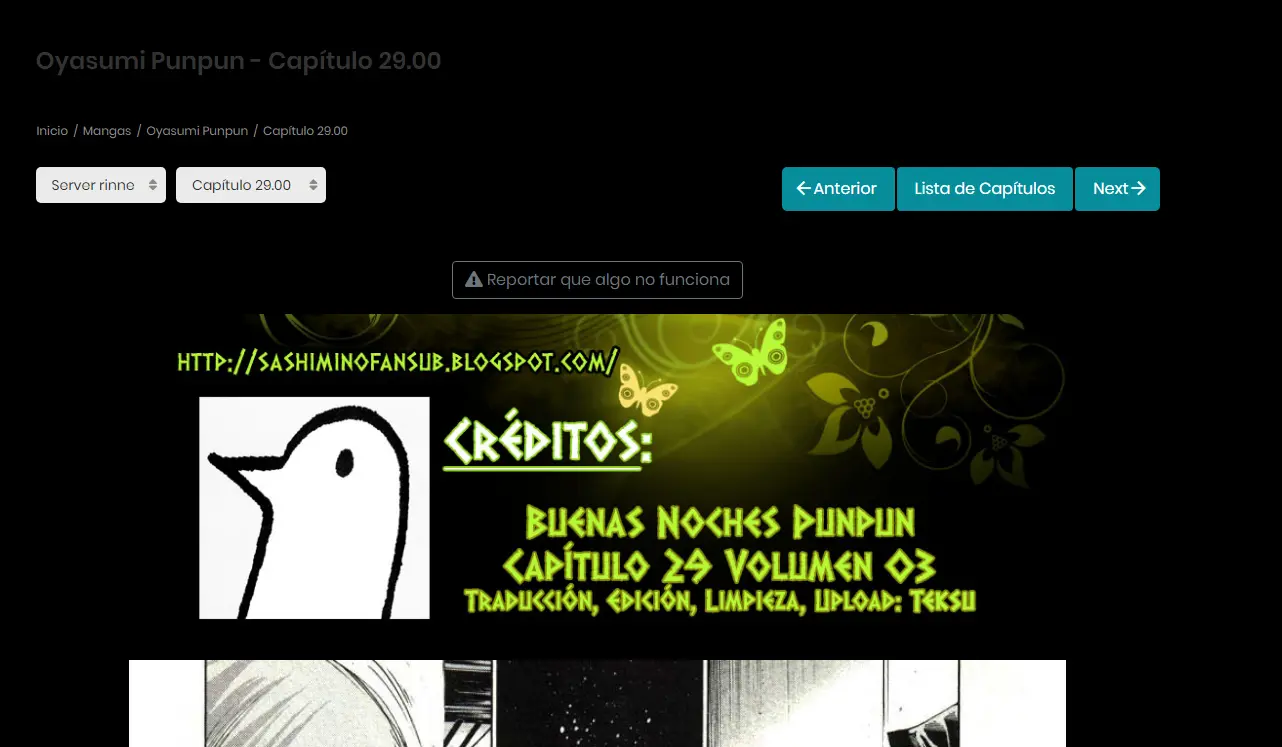 Oyasumi Punpun - Capítulo 29.00
Inicio / Mangas / Oyasumi Punpun / Capítulo 29.00
Server rinne
Capítulo 29.00
Anterior
Lista de Capítulos
Next
Reportar que algo no funciona
HTTP://SASHIMINOFANSUB.BLOGSPOT.COM/
CRÉDITOS:
BUENAS NOCHES PUNPUN
CAPÍTULO 29 VOLUMEN 03
TRADUCCIÓN, EDICIÓN, LIMPIEZA, UPLOAD: TEKSU